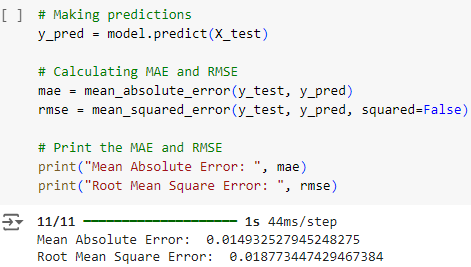 [ ] # Making predictions
y_pred = model.predict(X_test)
# Calculating MAE and RMSE
mae = mean_absolute_error(y_test, y_pred)
rmse = mean_squared_error(y_test, y_pred, squared=False)
# Print the MAE and RMSE
print("Mean Absolute Error: ", mae)
print("Root Mean Square Error: ", rmse)
11/11 ━━━━━━━━━━━━━━━━━━━━ 1s 44ms/step
Mean Absolute Error:  0.014932527945248275
Root Mean Square Error:  0.018773447429467384